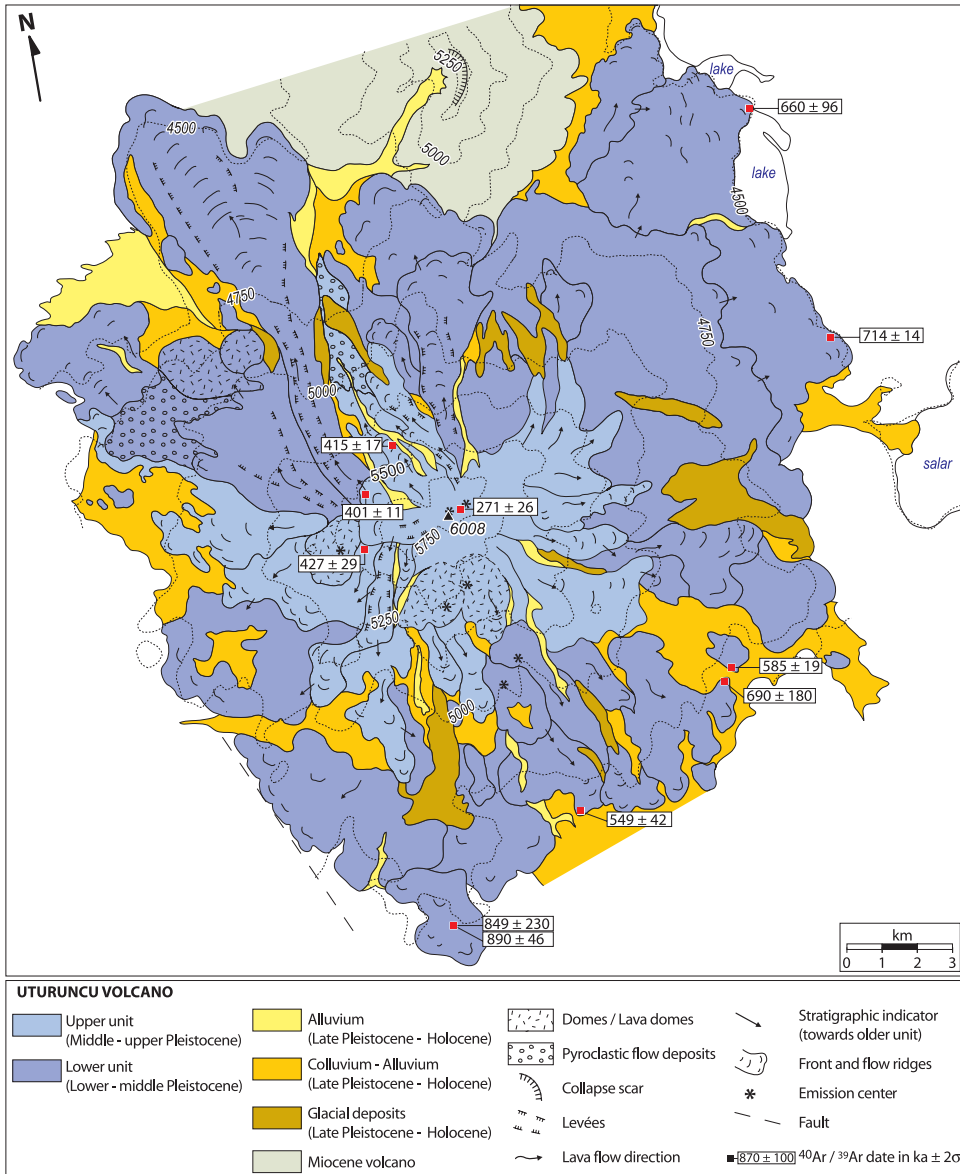 N
5250
lake
660 ± 96
4500
5000
lake
4500
4750
4750
714 ± 14
5000
415 ± 17
5500
salar
401 ± 11
271 ± 26
6008
5750
427 ± 29
5250
585 ± 19
690 ± 180
5000
549 ± 42
849 ± 230
890 ± 46
km
0 1 2 3
UTURUNCU VOLCANO
Upper unit
(Middle - upper Pleistocene)
Lower unit
(Lower - middle Pleistocene)
Alluvium
(Late Pleistocene - Holocene)
Colluvium - Alluvium
(Late Pleistocene - Holocene)
Glacial deposits
(Late Pleistocene - Holocene)
Miocene volcano
Domes / Lava domes
Pyroclastic flow deposits
Collapse scar
Levées
Lava flow direction
Stratigraphic indicator
(towards older unit)
Front and flow ridges
Emission center
Fault
870 ± 100 ⁴⁰Ar / ³⁹Ar date in ka ± 2σ